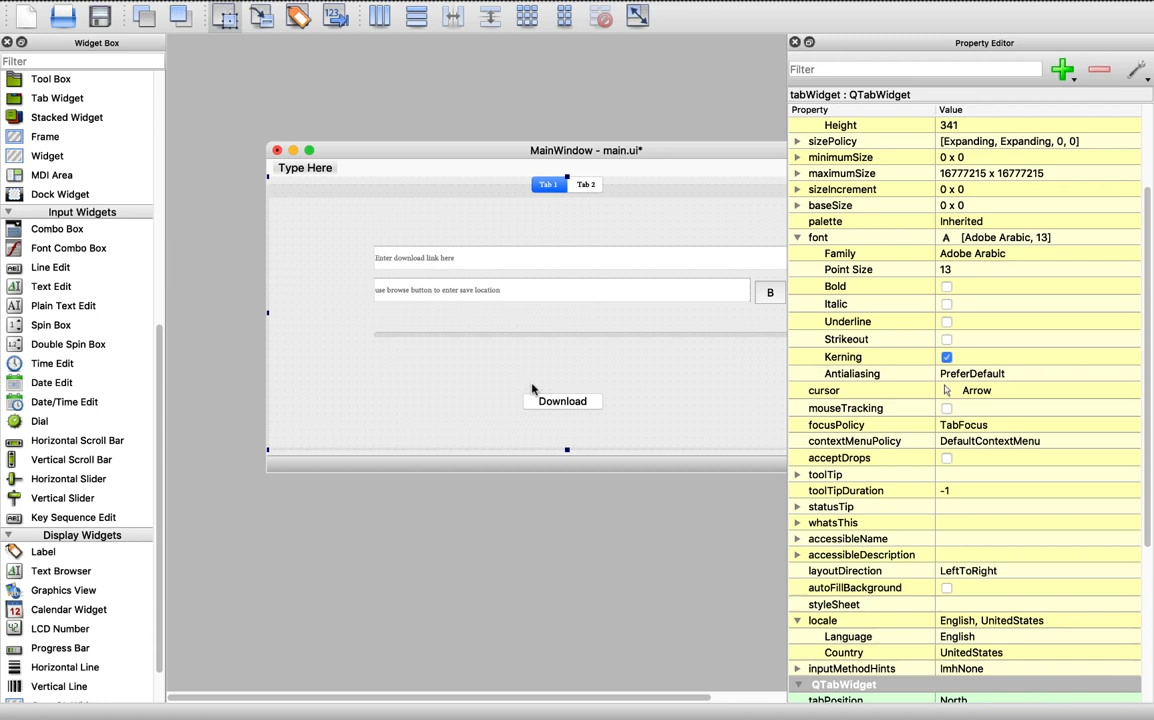 123
Widget Box
Property Editor
Filter
Filter
Tool Box
Tab Widget
Stacked Widget
Frame
Widget
MDI Area
Dock Widget
Input Widgets
Combo Box
Font Combo Box
Line Edit
Text Edit
Plain Text Edit
Spin Box
Double Spin Box
Time Edit
Date Edit
Date/Time Edit
Dial
Horizontal Scroll Bar
Vertical Scroll Bar
Horizontal Slider
Vertical Slider
Key Sequence Edit
Display Widgets
Label
Text Browser
Graphics View
Calendar Widget
LCD Number
Progress Bar
Horizontal Line
Vertical Line
MainWindow - main.ui*
Type Here
Tab 1 Tab 2
Enter download link here
use browse button to enter save location B
Download
tabWidget : QTabWidget
Property Value
Height 341
sizePolicy [Expanding, Expanding, 0, 0]
minimumSize 0 x 0
maximumSize 16777215 x 16777215
sizeIncrement 0 x 0
baseSize 0 x 0
palette Inherited
font A [Adobe Arabic, 13]
Family Adobe Arabic
Point Size 13
Bold
Italic
Underline
Strikeout
Kerning
Antialiasing PreferDefault
cursor Arrow
mouseTracking
focusPolicy TabFocus
contextMenuPolicy DefaultContextMenu
acceptDrops
toolTip
toolTipDuration -1
statusTip
whatsThis
accessibleName
accessibleDescription
layoutDirection LeftToRight
autoFillBackground
styleSheet
locale English, UnitedStates
Language English
Country UnitedStates
inputMethodHints ImhNone
QTabWidget
tabPosition North